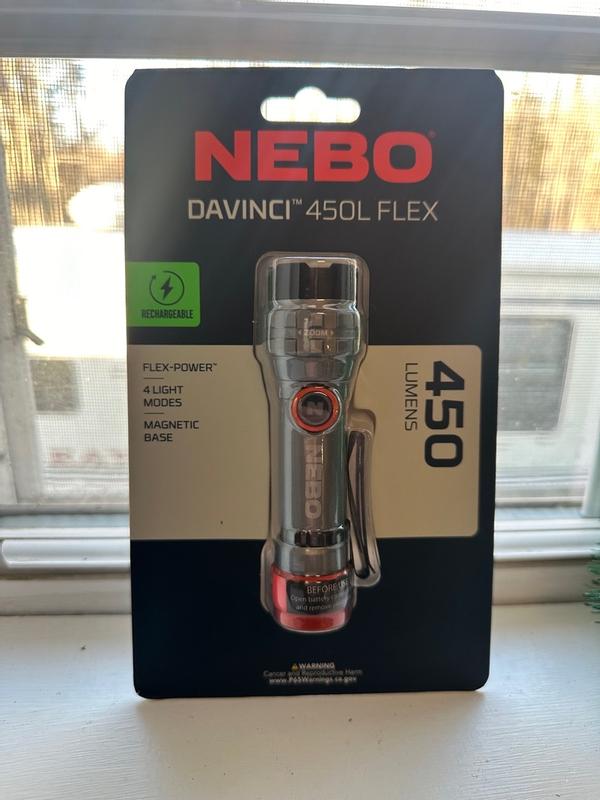 NEBO®
DAVINCI™ 450L FLEX
RECHARGEABLE
ZOOM
FLEX-POWER™
4 LIGHT
MODES
MAGNETIC
BASE
450
LUMENS
N
NEBO
BEFORE USE
Open battery
and remove
WARNING
Cancer and Reproductive Harm
www.P65Warnings.ca.gov